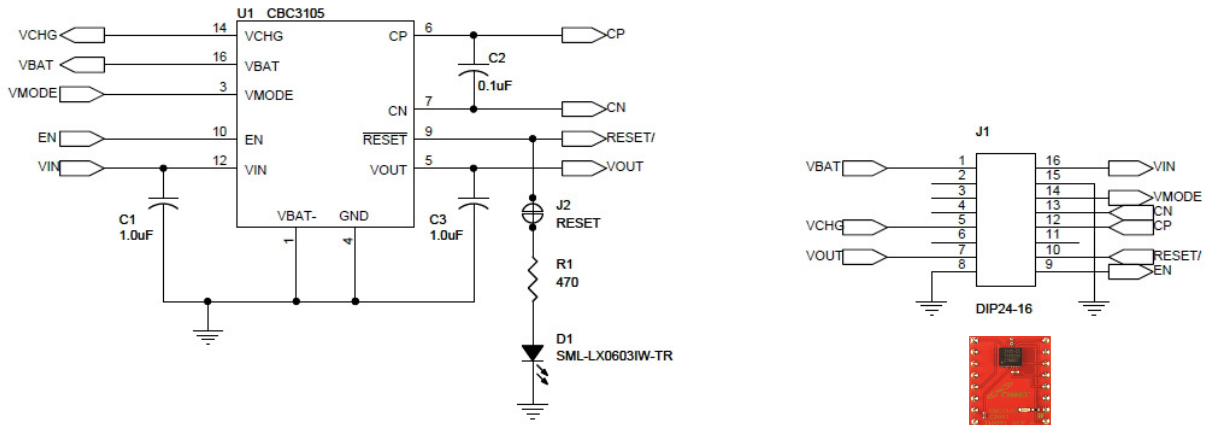 U1 CBC3105
VCHG 14 VCHG CP 6 CP
VBAT 16 VBAT
C2
0.1uF
VMODE 3 VMODE
CN 7 CN
EN 10 EN RESET 9 RESET/
VIN 12 VIN VOUT 5 VOUT
C1
1.0uF
VBAT- GND
1 4
C3
1.0uF
J2
RESET
R1
470
D1
SML-LX0603IW-TR
J1
VBAT 1 16 VIN
2 15
3 14 VMODE
4 13 CN
VCHG 5 12 CP
6 11
VOUT 7 10 RESET/
8 9 EN
DIP24-16